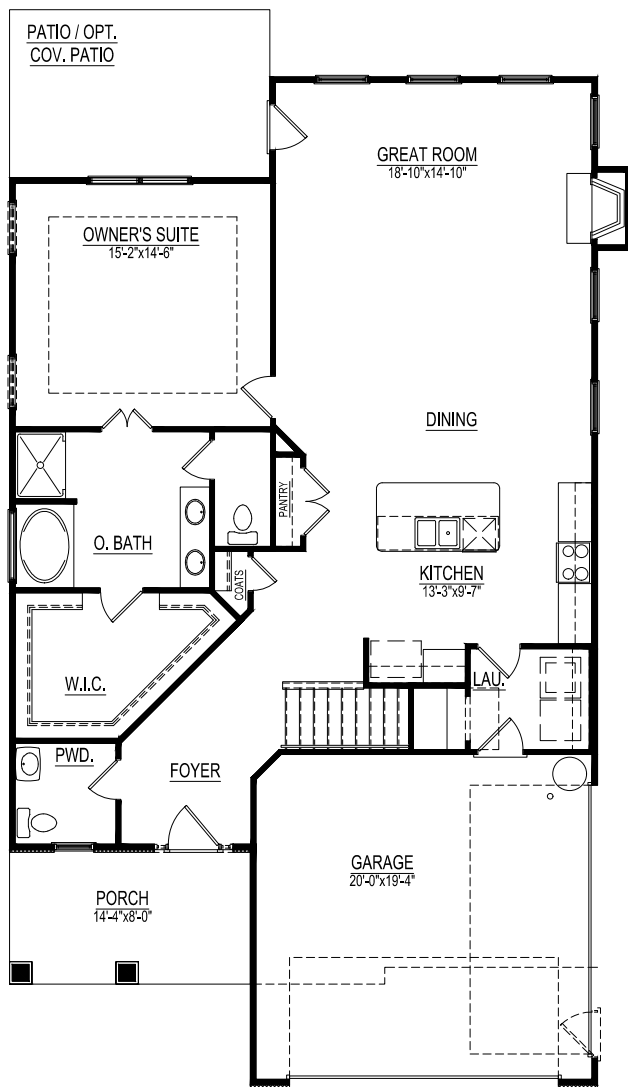 PATIO / OPT.
COV. PATIO
GREAT ROOM
18'-10"x14'-10"
OWNER'S SUITE
15'-2"x14'-6"
DINING
PANTRY
O. BATH
KITCHEN
13'-3"x9'-7"
COATS
W.I.C.
LAU.
PWD.
FOYER
GARAGE
20'-0"x19'-4"
PORCH
14'-4"x8'-0"